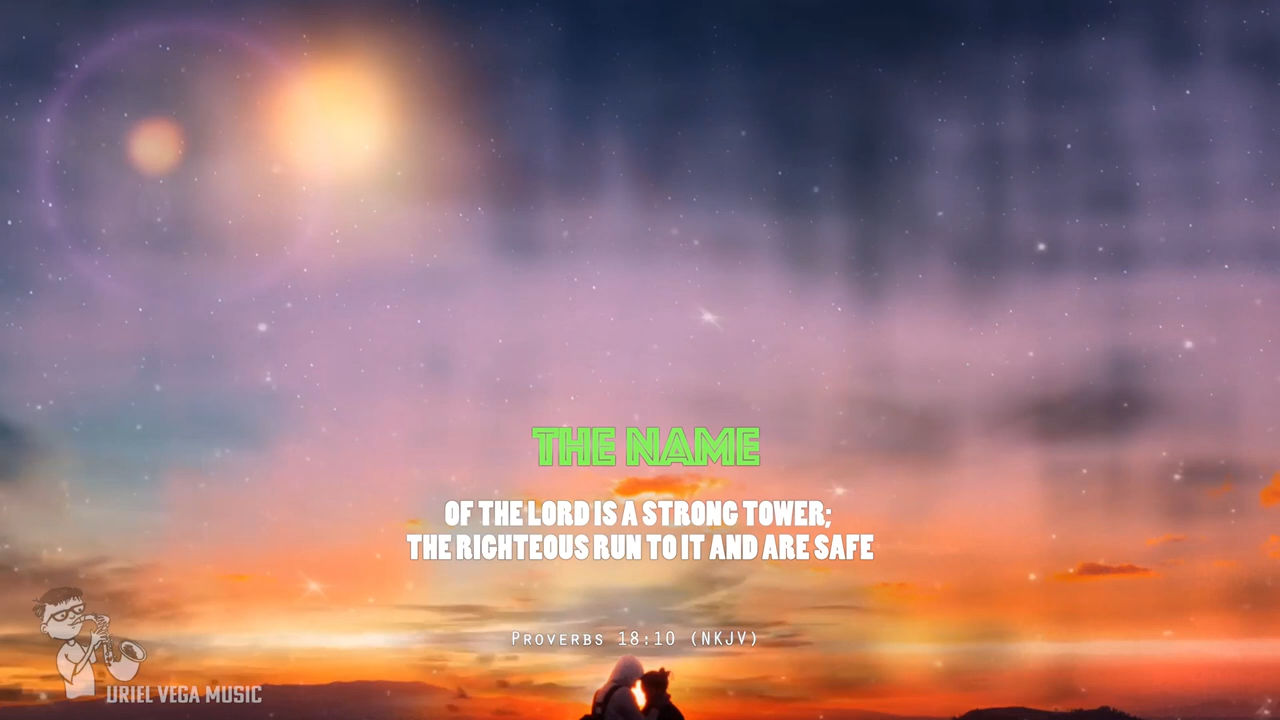 THE NAME
OF THE LORD IS A STRONG TOWER;
THE RIGHTEOUS RUN TO IT AND ARE SAFE
Proverbs 18:10 (NKJV)
URIEL VEGA MUSIC